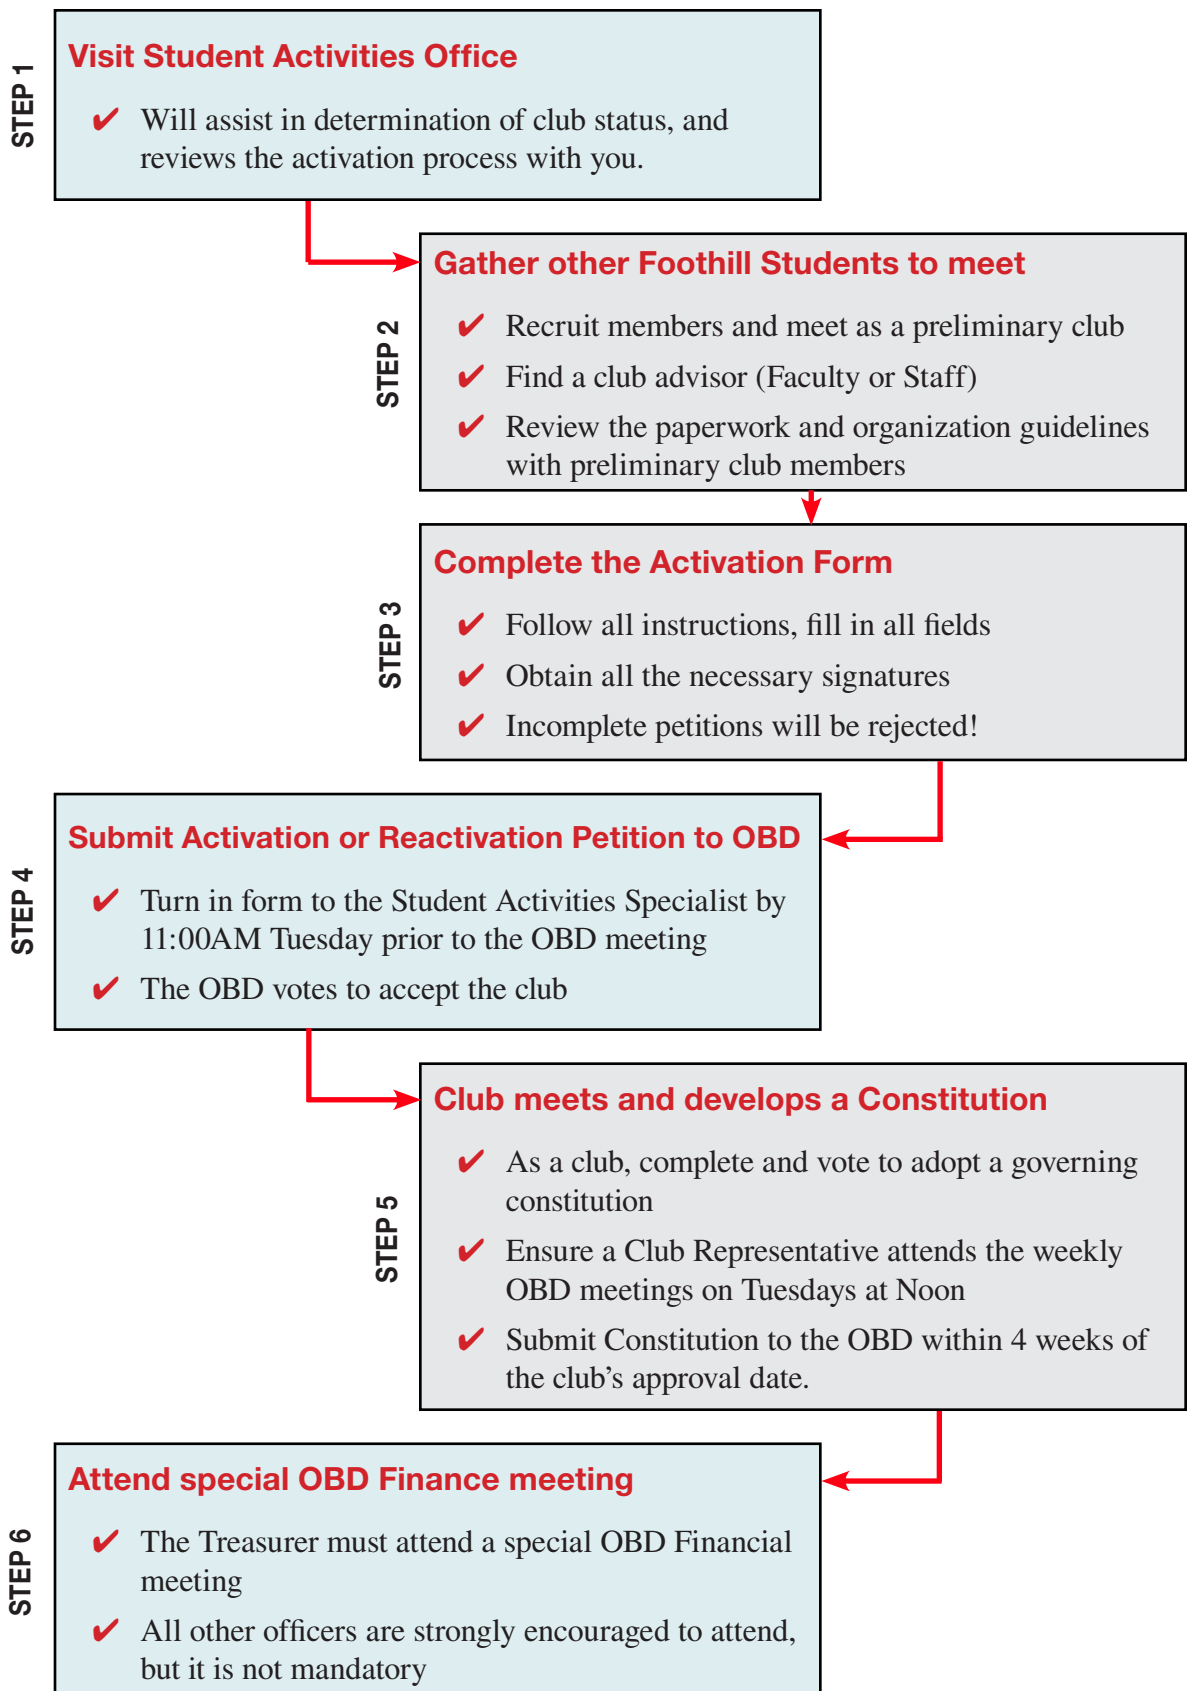 STEP 1
Visit Student Activities Office
✔ Will assist in determination of club status, and
reviews the activation process with you.
STEP 2
Gather other Foothill Students to meet
✔ Recruit members and meet as a preliminary club
✔ Find a club advisor (Faculty or Staff)
✔ Review the paperwork and organization guidelines
with preliminary club members
STEP 3
Complete the Activation Form
✔ Follow all instructions, fill in all fields
✔ Obtain all the necessary signatures
✔ Incomplete petitions will be rejected!
STEP 4
Submit Activation or Reactivation Petition to OBD
✔ Turn in form to the Student Activities Specialist by
11:00AM Tuesday prior to the OBD meeting
✔ The OBD votes to accept the club
STEP 5
Club meets and develops a Constitution
✔ As a club, complete and vote to adopt a governing
constitution
✔ Ensure a Club Representative attends the weekly
OBD meetings on Tuesdays at Noon
✔ Submit Constitution to the OBD within 4 weeks of
the club’s approval date.
STEP 6
Attend special OBD Finance meeting
✔ The Treasurer must attend a special OBD Financial
meeting
✔ All other officers are strongly encouraged to attend,
but it is not mandatory